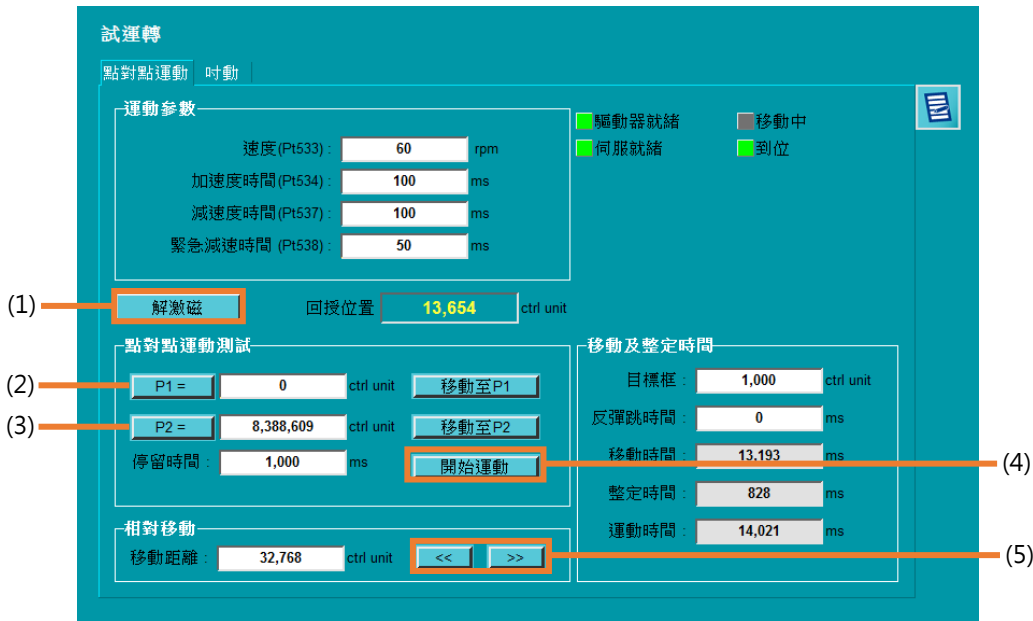 試運轉
點對點運動 吋動
運動參數
速度(Pt533) : 60 rpm
加速度時間(Pt534) : 100 ms
減速度時間(Pt537) : 100 ms
緊急減速時間 (Pt538) : 50 ms
驅動器就緒 移動中
伺服就緒 到位
(1) 解激磁 回授位置 13,654 ctrl unit
點對點運動測試
(2) P1 = 0 ctrl unit 移動至P1
(3) P2 = 8,388,609 ctrl unit 移動至P2
停留時間 : 1,000 ms 開始運動 (4)
移動及整定時間
目標框 : 1,000 ctrl unit
反彈跳時間 : 0 ms
移動時間 : 13,193 ms
整定時間 : 828 ms
運動時間 : 14,021 ms
相對移動
移動距離 : 32,768 ctrl unit << >> (5)